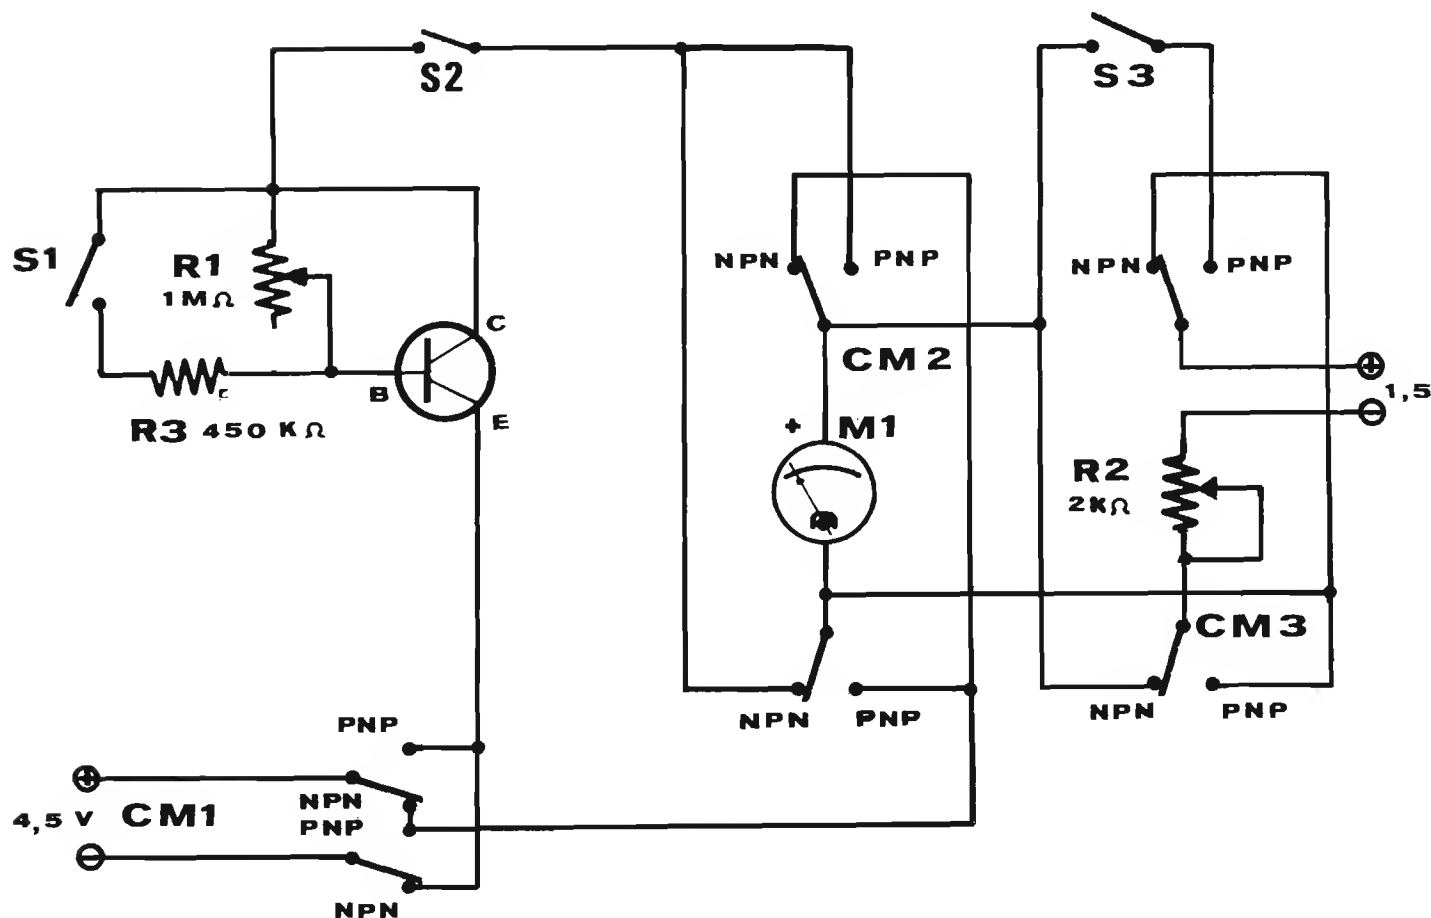 S2
S3
S1
R1
1MΩ
NPN
PNP
NPN
PNP
C
B
E
CM2
+
1,5
R3 450 KΩ
+ M1
R2
2KΩ
CM3
NPN
PNP
NPN
PNP
PNP
+
NPN
4,5 V CM1
PNP
−
NPN